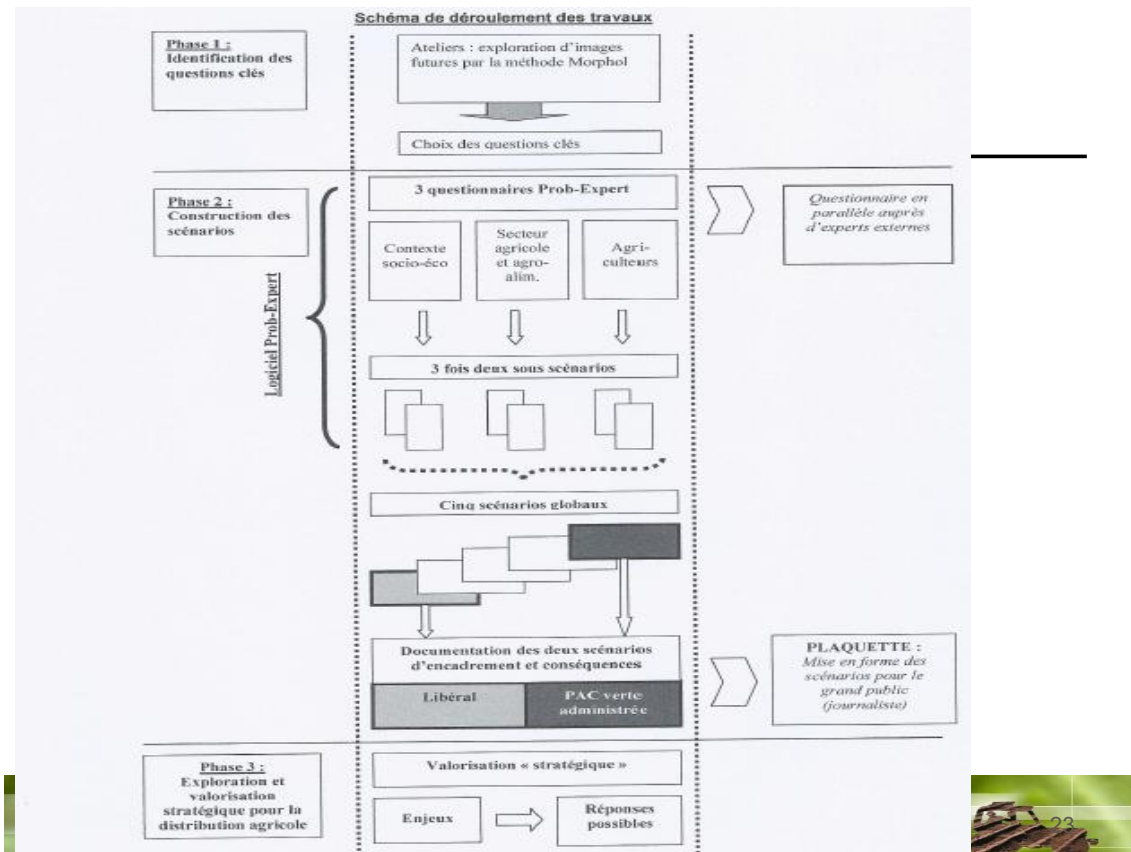 Schéma de déroulement des travaux
Phase 1 :
Identification des
questions clés
Ateliers : exploration d'images
futures par la méthode Morphol
Choix des questions clés
Phase 2 :
Construction des
scénarios
Logiciel Prob-Expert
3 questionnaires Prob-Expert
Questionnaire en
parallèle auprès
d'experts externes
Contexte
socio-éco
Secteur
agricole
et agro-
alim.
Agri-
culteurs
3 fois deux sous scénarios
Cinq scénarios globaux
Documentation des deux scénarios
d'encadrement et conséquences
Libéral
PAC verte
administrée
PLAQUETTE :
Mise en forme des
scénarios pour le
grand public
(journaliste)
Phase 3 :
Exploration et
valorisation
stratégique pour la
distribution agricole
Valorisation « stratégique »
Enjeux
Réponses
possibles
23